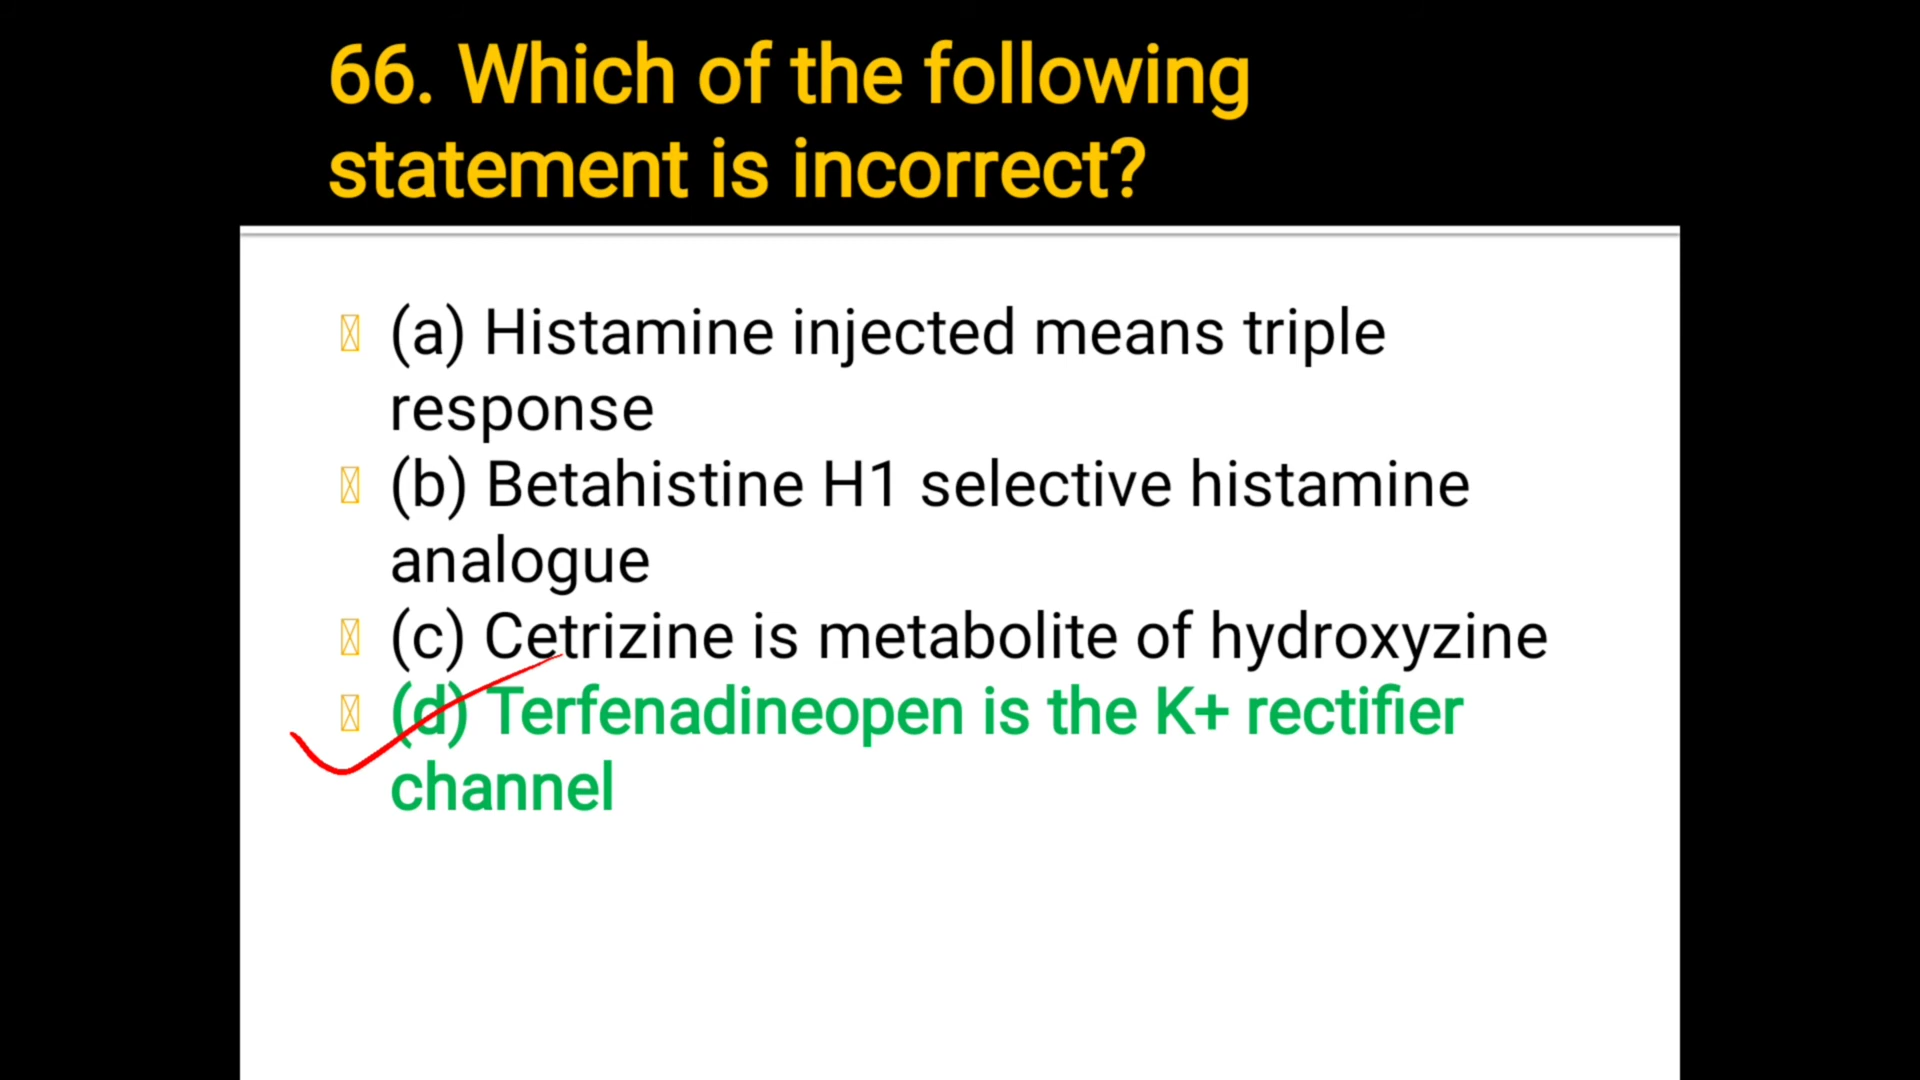 66. Which of the following
statement is incorrect?
(a) Histamine injected means triple
response
(b) Betahistine H1 selective histamine
analogue
(c) Cetrizine is metabolite of hydroxyzine
(d) Terfenadineopen is the K+ rectifier
channel